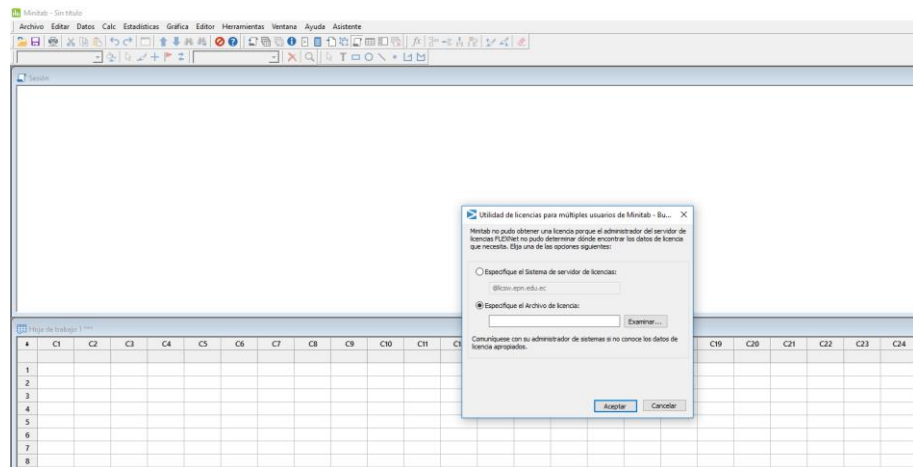 Minitab - Sin título
Archivo Editar Datos Calc Estadísticas Gráfica Editor Herramientas Ventana Ayuda Asistente
Sesión
Utilidad de licencias para múltiples usuarios de Minitab - Bu...
Minitab no pudo obtener una licencia porque el administrador del servidor de
licencias FLEXNet no pudo determinar dónde encontrar los datos de licencia
que necesita. Elija una de las opciones siguientes:
Especifique el Sistema de servidor de licencias:
@licsv.epn.edu.ec
Especifique el Archivo de licencia:
Examinar...
Comuníquese con su administrador de sistemas si no conoce los datos de
licencia apropiados.
Aceptar Cancelar
Hoja de trabajo 1 ***
C1 C2 C3 C4 C5 C6 C7 C8 C9 C10 C11 C19 C20 C21 C22 C23 C24
1
2
3
4
5
6
7
8